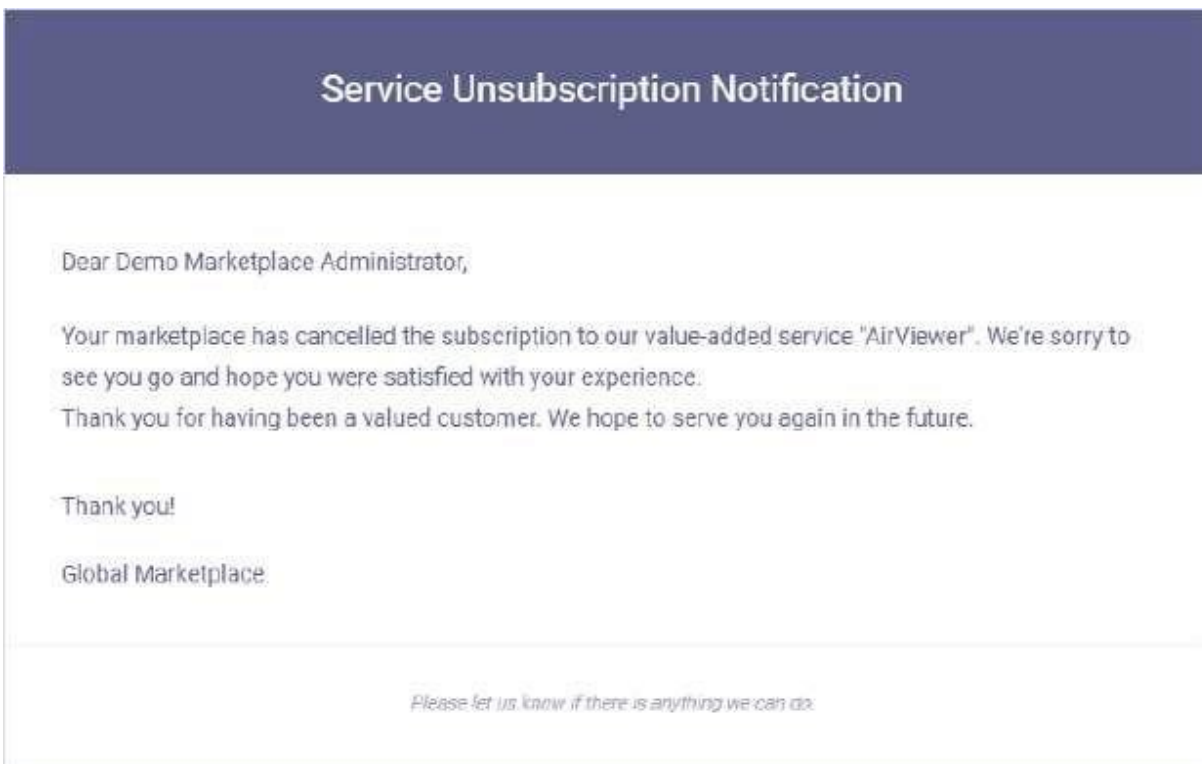 Service Unsubscription Notification
Dear Demo Marketplace Administrator,
Your marketplace has cancelled the subscription to our value-added service "AirViewer". We're sorry to
see you go and hope you were satisfied with your experience.
Thank you for having been a valued customer. We hope to serve you again in the future.
Thank you!
Global Marketplace
Please let us know if there is anything we can do.